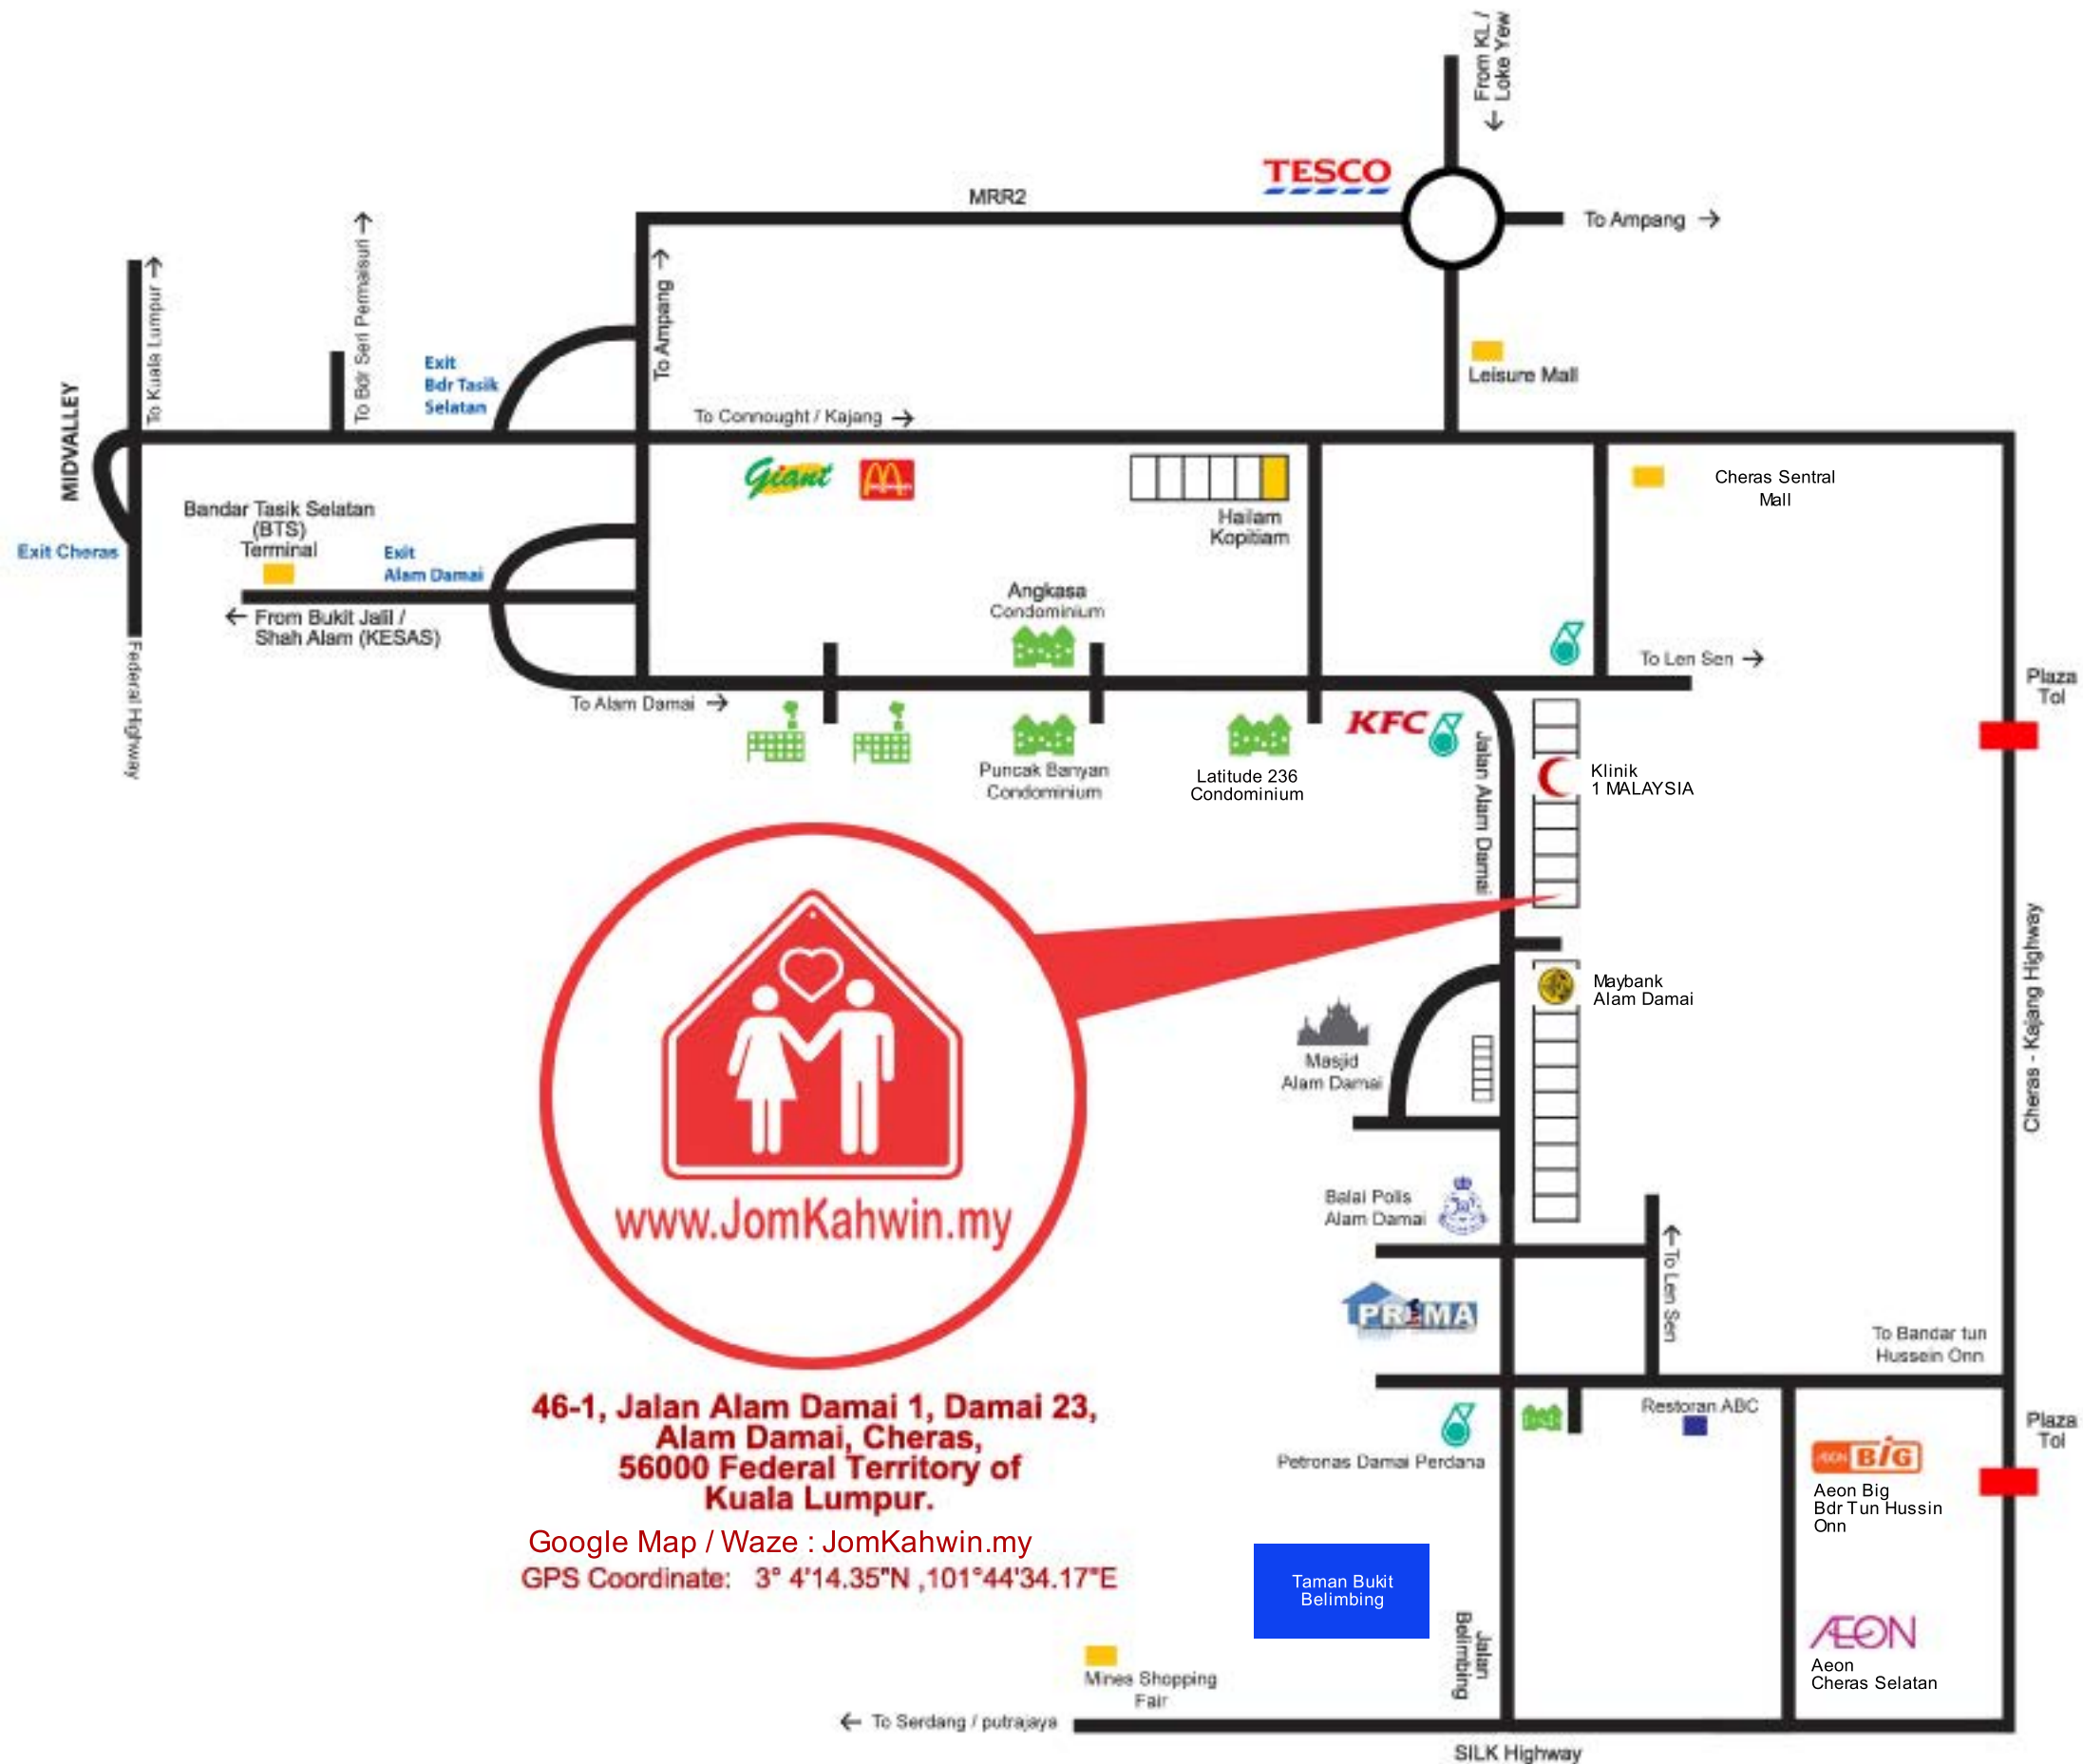 From KL /
Loke Yew
TESCO
MRR2
To Ampang
To Kuala Lumpur
To Bdr Seri Permaisuri
To Ampang
Exit
Bdr Tasik
Selatan
MIDVALLEY
To Connought / Kajang
Leisure Mall
Giant
Hailam
Kopitiam
Cheras Sentral
Mall
Bandar Tasik Selatan
(BTS)
Terminal
Exit Cheras
Exit
Alam Damai
From Bukit Jalil /
Shah Alam (KESAS)
Federal Highway
Angkasa
Condominium
To Len Sen
To Alam Damai
Plaza
Tol
KFC
Puncak Banyan
Condominium
Latitude 236
Condominium
Jalan Alam Damai
Klinik
1 MALAYSIA
Maybank
Alam Damai
Cheras - Kajang Highway
Masjid
Alam Damai
www.JomKahwin.my
Balai Polis
Alam Damai
To Len Sen
PR1MA
To Bandar tun
Hussein Onn
46-1, Jalan Alam Damai 1, Damai 23,
Alam Damai, Cheras,
56000 Federal Territory of
Kuala Lumpur.
Google Map / Waze : JomKahwin.my
GPS Coordinate: 3° 4'14.35"N ,101°44'34.17"E
Restoran ABC
Plaza
Tol
Petronas Damai Perdana
AEON BiG
Aeon Big
Bdr Tun Hussin
Onn
Taman Bukit
Belimbing
Jalan
Belimbing
AEON
Aeon
Cheras Selatan
Mines Shopping
Fair
To Serdang / putrajaya
SILK Highway